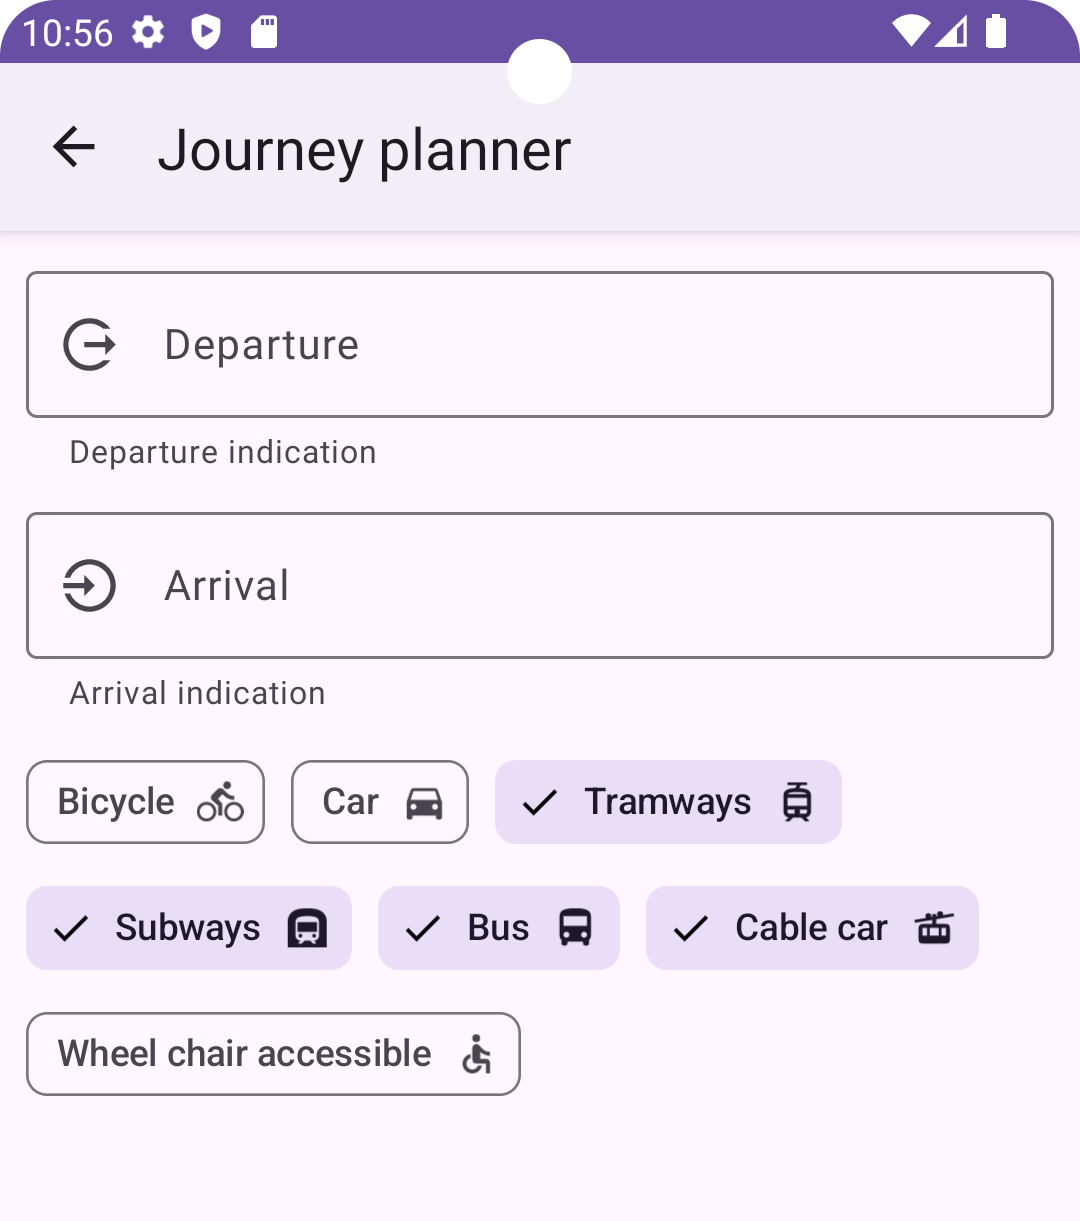 10:56
Journey planner
Departure
Departure indication
Arrival
Arrival indication
Bicycle Car Tramways
Subways Bus Cable car
Wheel chair accessible